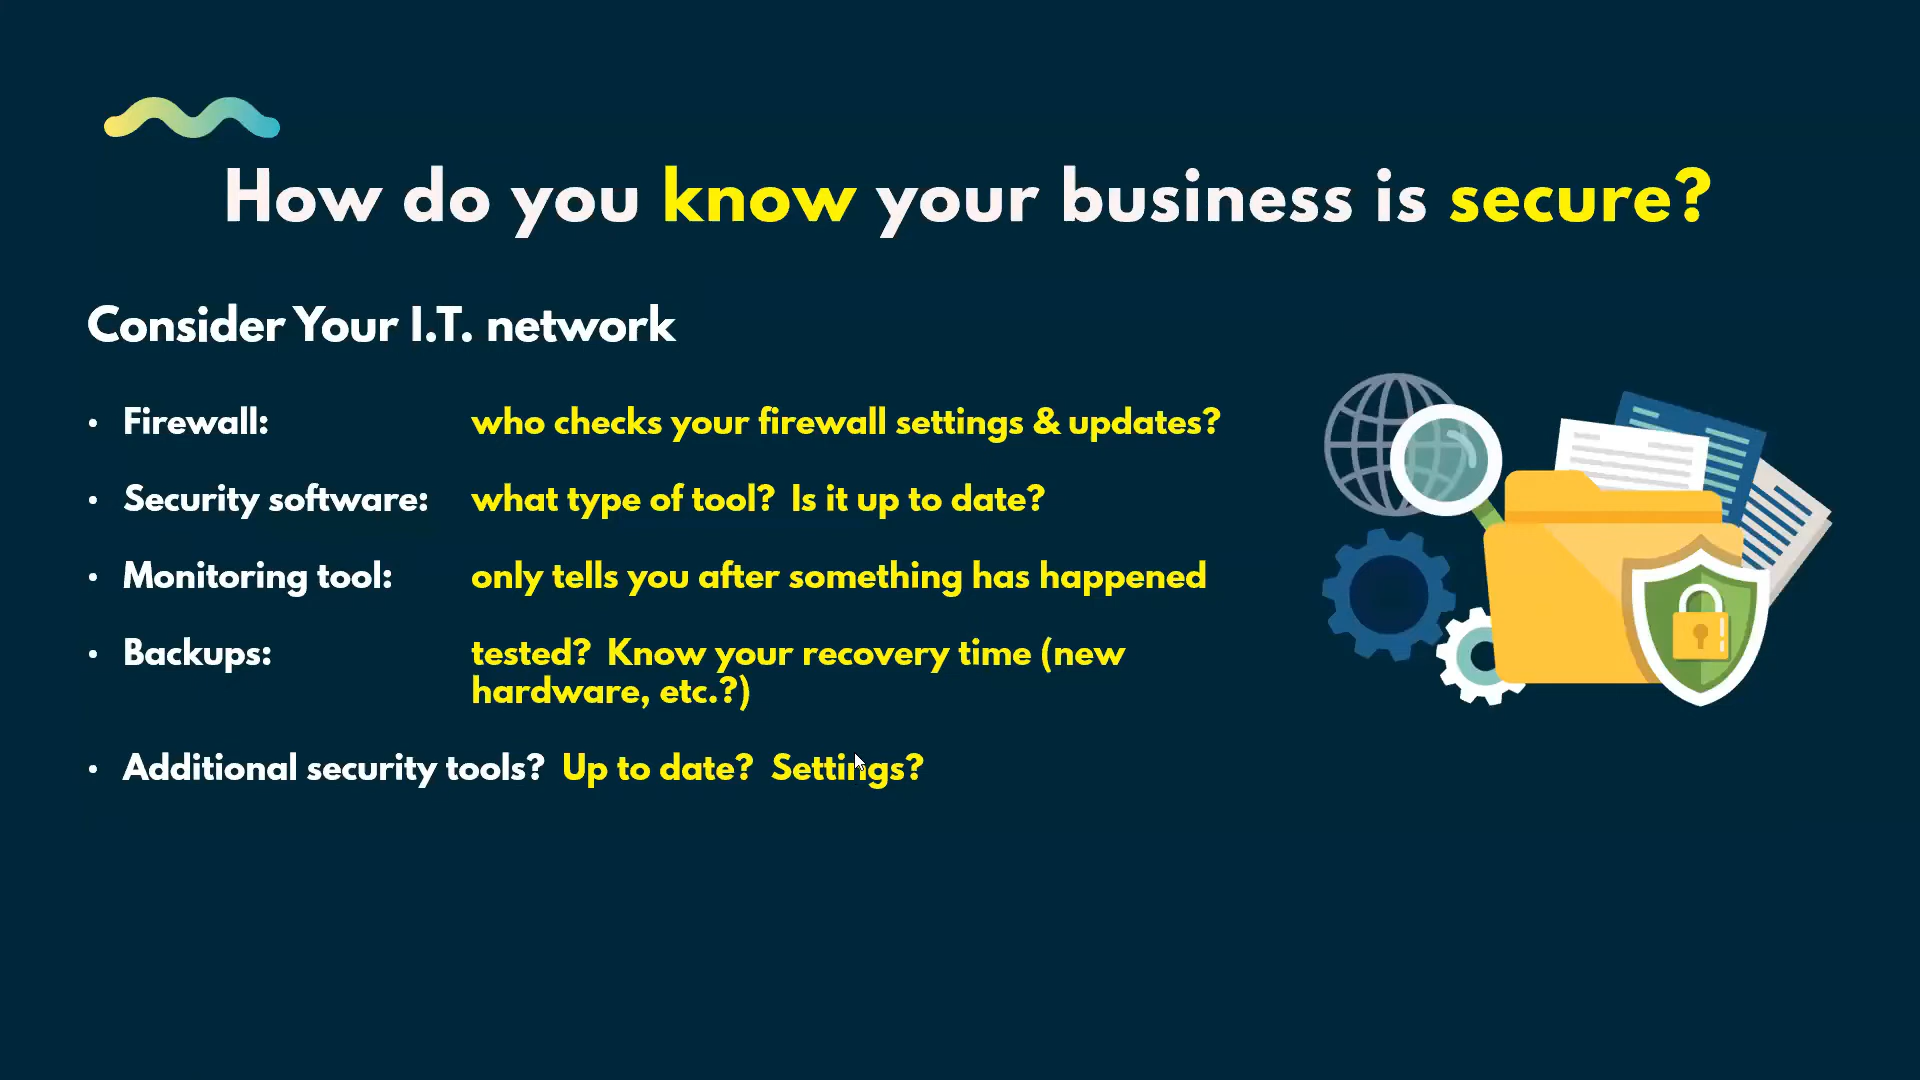 How do you know your business is secure?
Consider Your I.T. network
• Firewall: who checks your firewall settings & updates?
• Security software: what type of tool? Is it up to date?
• Monitoring tool: only tells you after something has happened
• Backups: tested? Know your recovery time (new
hardware, etc.?)
• Additional security tools? Up to date? Settings?